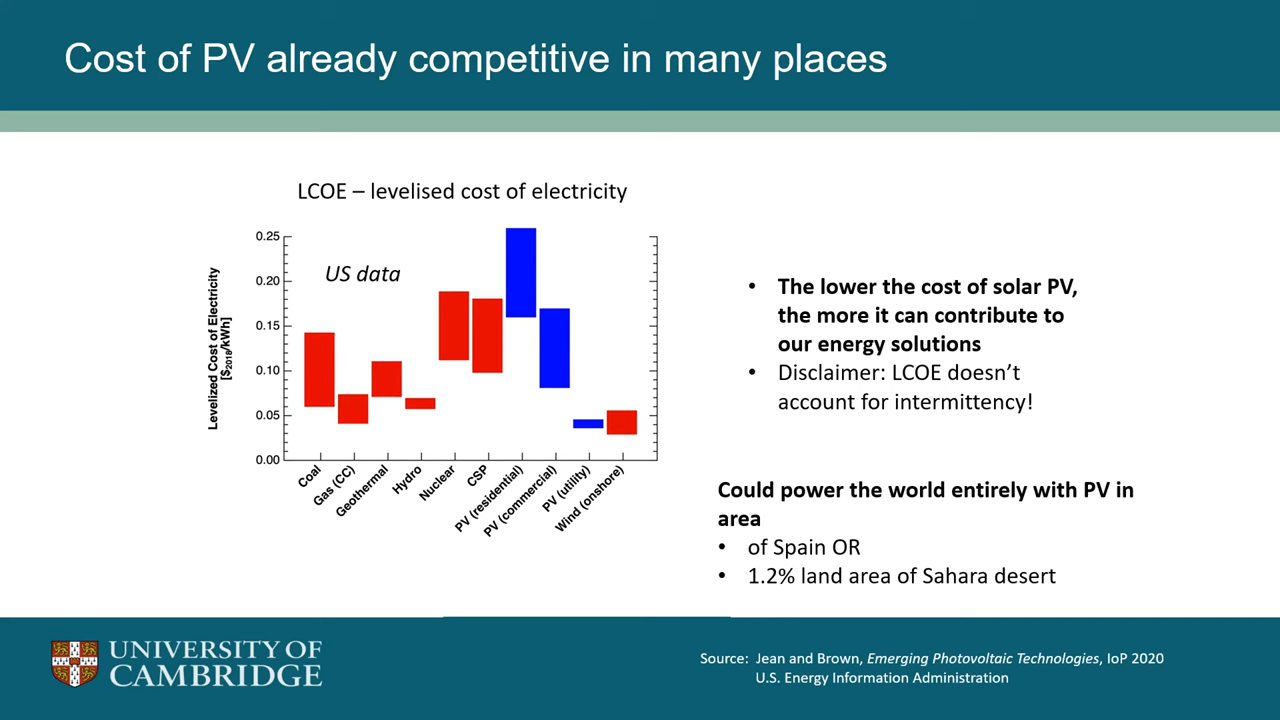 Cost of PV already competitive in many places
LCOE – levelised cost of electricity
US data
Levelized Cost of Electricity
[$2018/kWh]
0.25
0.20
0.15
0.10
0.05
0.00
Coal
Gas (CC)
Geothermal
Hydro
Nuclear
CSP
PV (residential)
PV (commercial)
PV (utility)
Wind (onshore)
• The lower the cost of solar PV,
the more it can contribute to
our energy solutions
• Disclaimer: LCOE doesn’t
account for intermittency!
Could power the world entirely with PV in
area
• of Spain OR
• 1.2% land area of Sahara desert
UNIVERSITY OF
CAMBRIDGE
Source: Jean and Brown, Emerging Photovoltaic Technologies, IoP 2020
U.S. Energy Information Administration